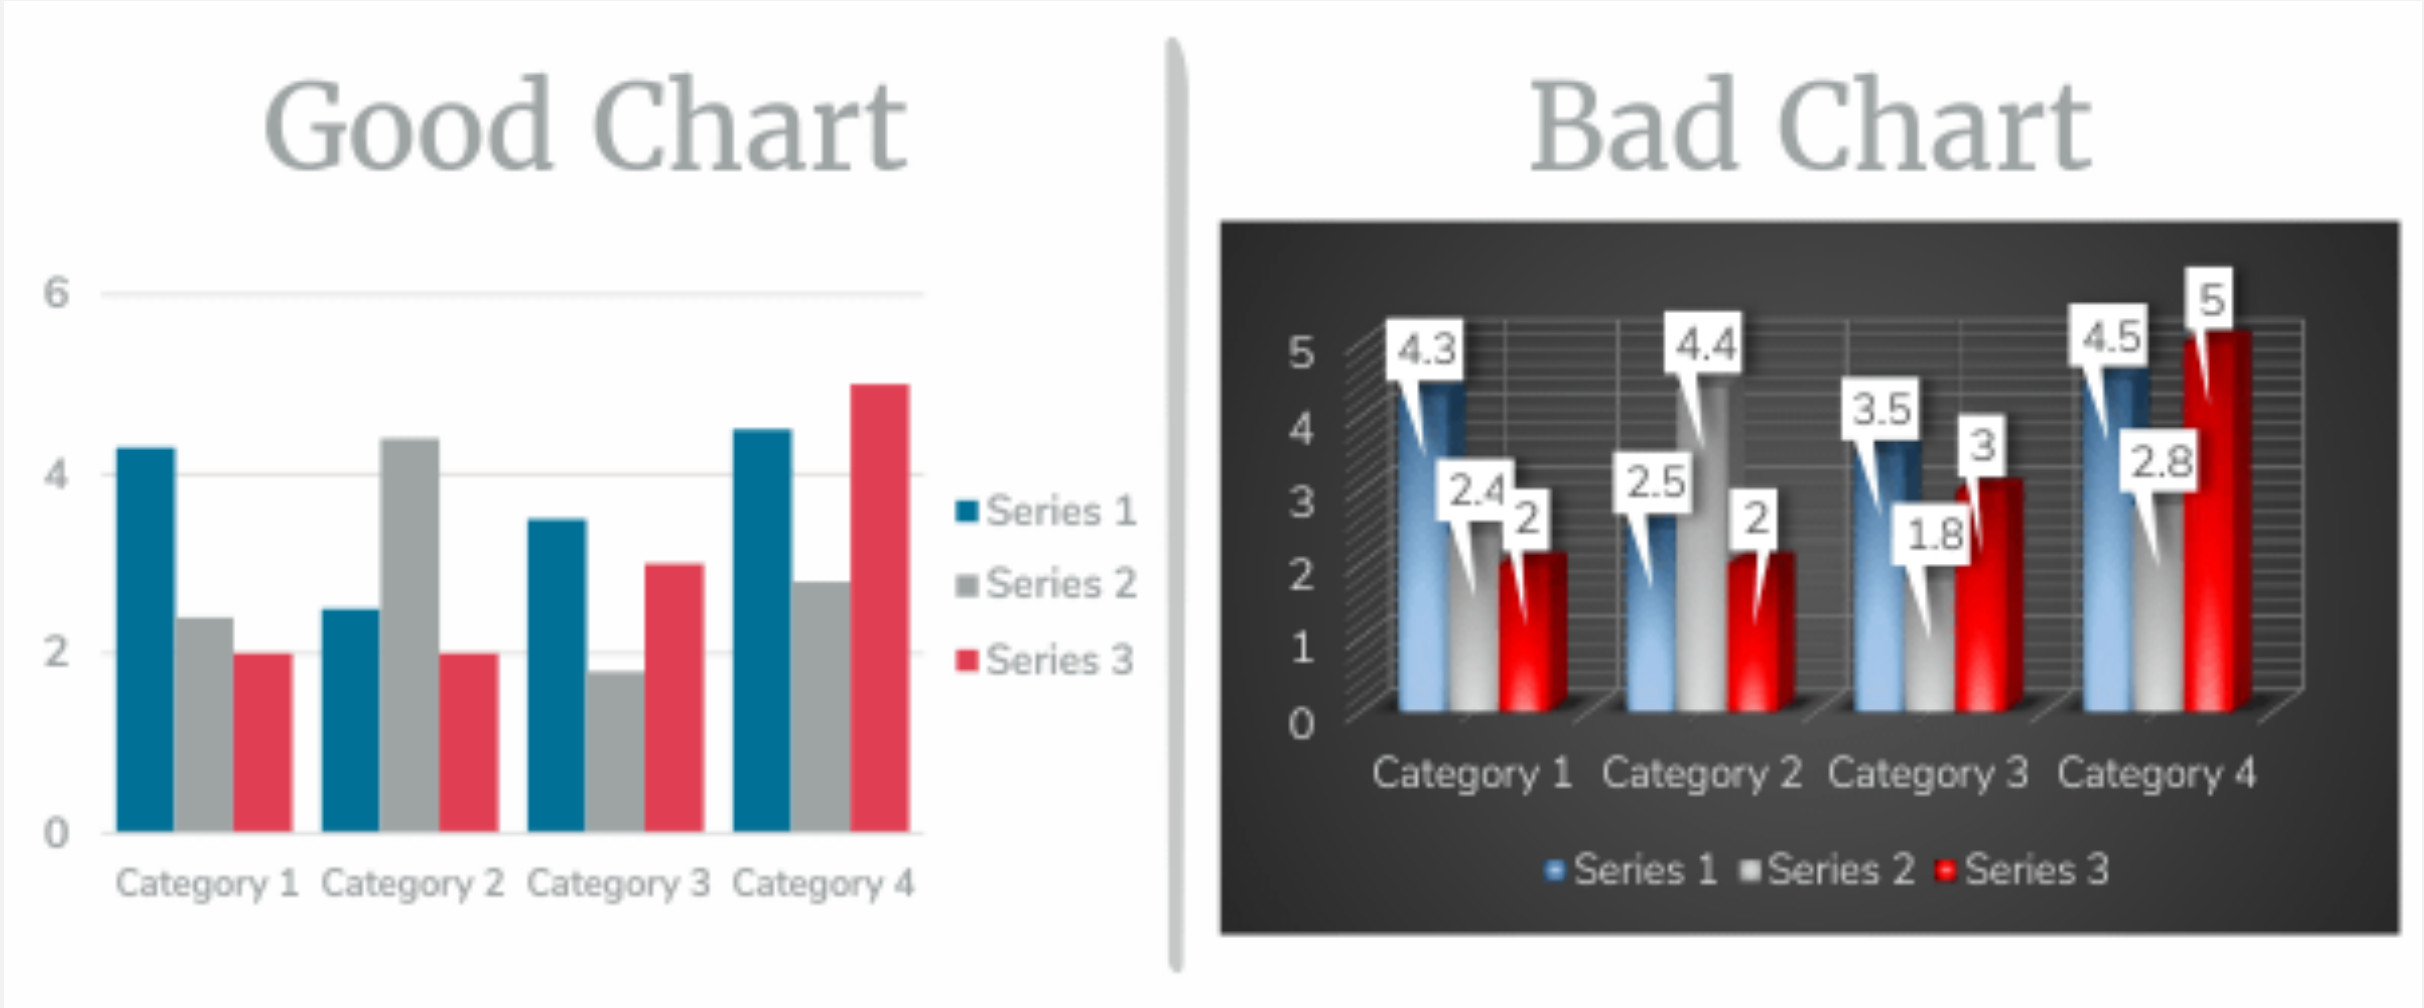 Good Chart
6
4
2
0
Category 1 Category 2 Category 3 Category 4
Series 1
Series 2
Series 3
Bad Chart
5
4
3
2
1
0
4.3
2.4
2
2.5
4.4
2
3.5
1.8
3
4.5
2.8
5
Category 1 Category 2 Category 3 Category 4
Series 1 Series 2 Series 3